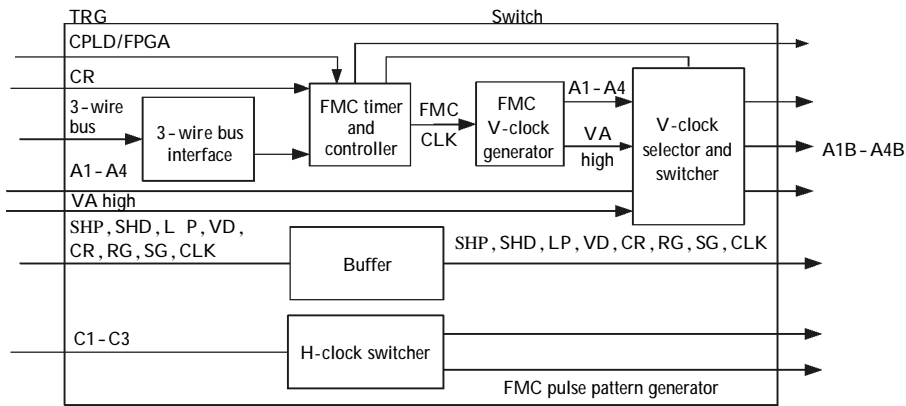 TRG
Switch
CPLD/FPGA
CR
3-wire
bus
3-wire bus
interface
FMC timer
and
controller
FMC
CLK
FMC
V-clock
generator
A1-A4
VA
high
V-clock
selector and
switcher
A1B-A4B
A1-A4
VA high
SHP, SHD, L P, VD,
CR, RG, SG, CLK
Buffer
SHP, SHD, LP, VD, CR, RG, SG, CLK
C1-C3
H-clock switcher
FMC pulse pattern generator